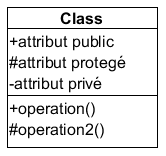 Class
+attribut public
#attribut protegé
-attribut privé
+operation()
#operation2()